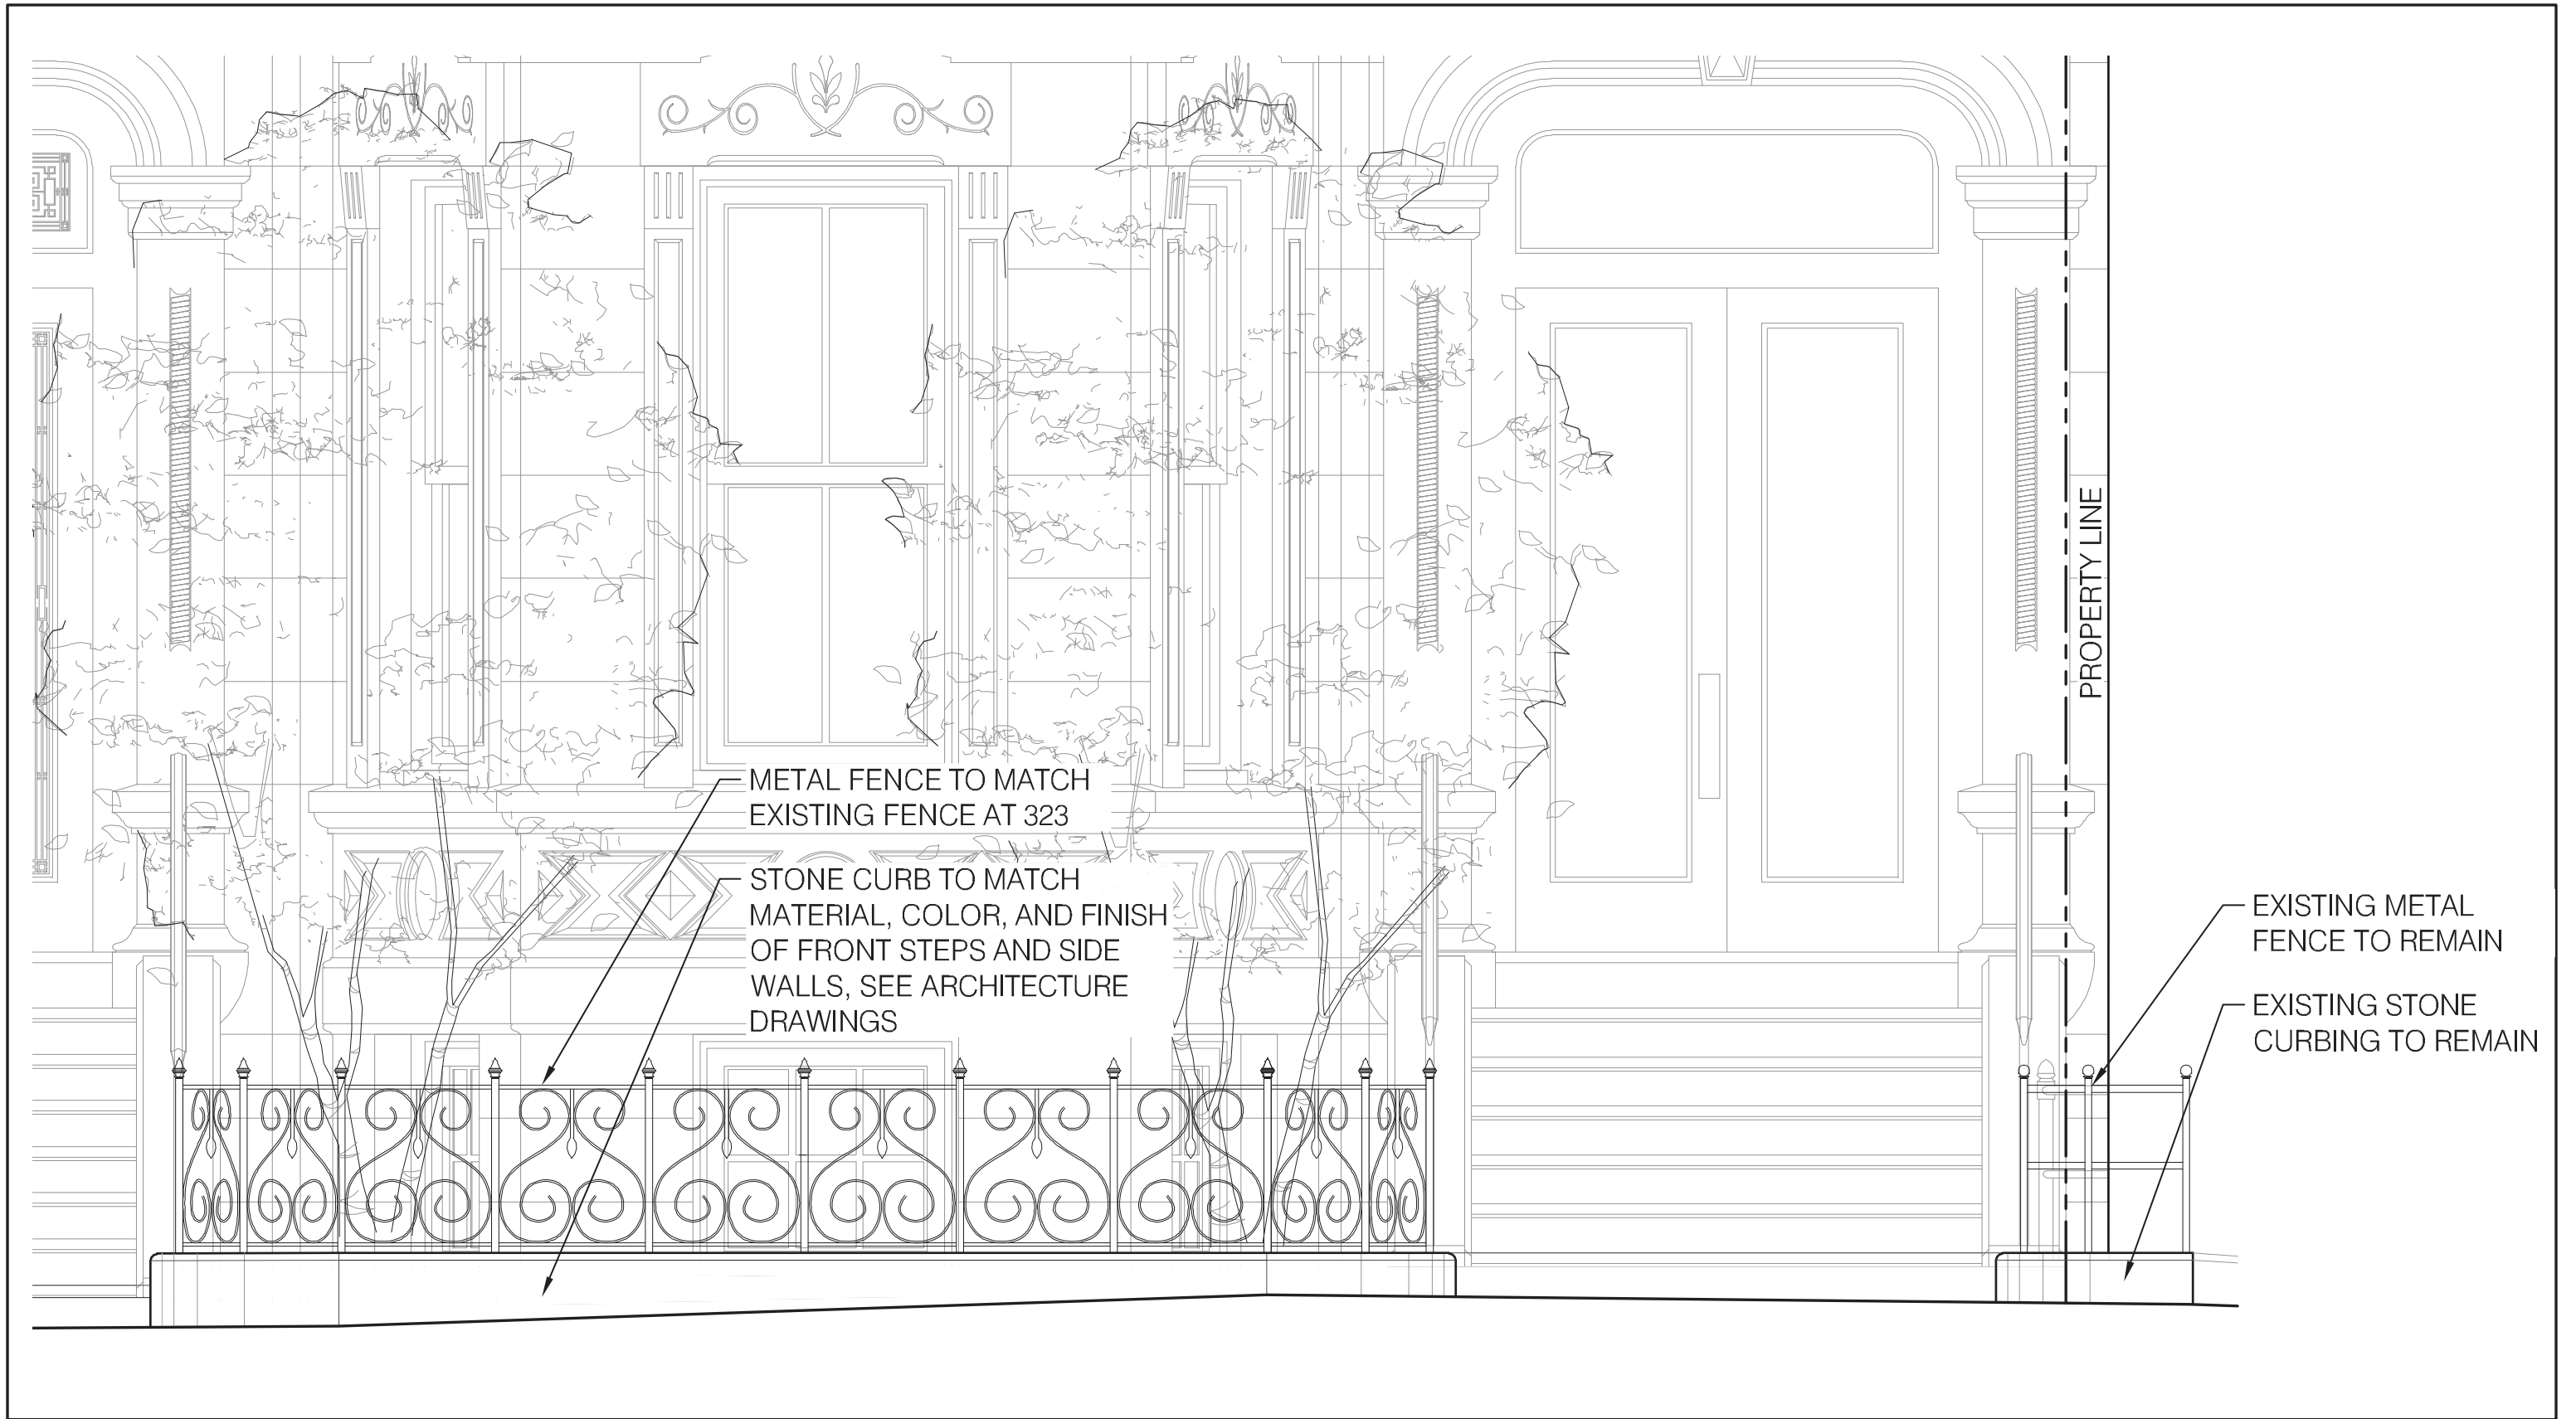 METAL FENCE TO MATCH
EXISTING FENCE AT 323
STONE CURB TO MATCH
MATERIAL, COLOR, AND FINISH
OF FRONT STEPS AND SIDE
WALLS, SEE ARCHITECTURE
DRAWINGS
PROPERTY LINE
EXISTING METAL
FENCE TO REMAIN
EXISTING STONE
CURBING TO REMAIN